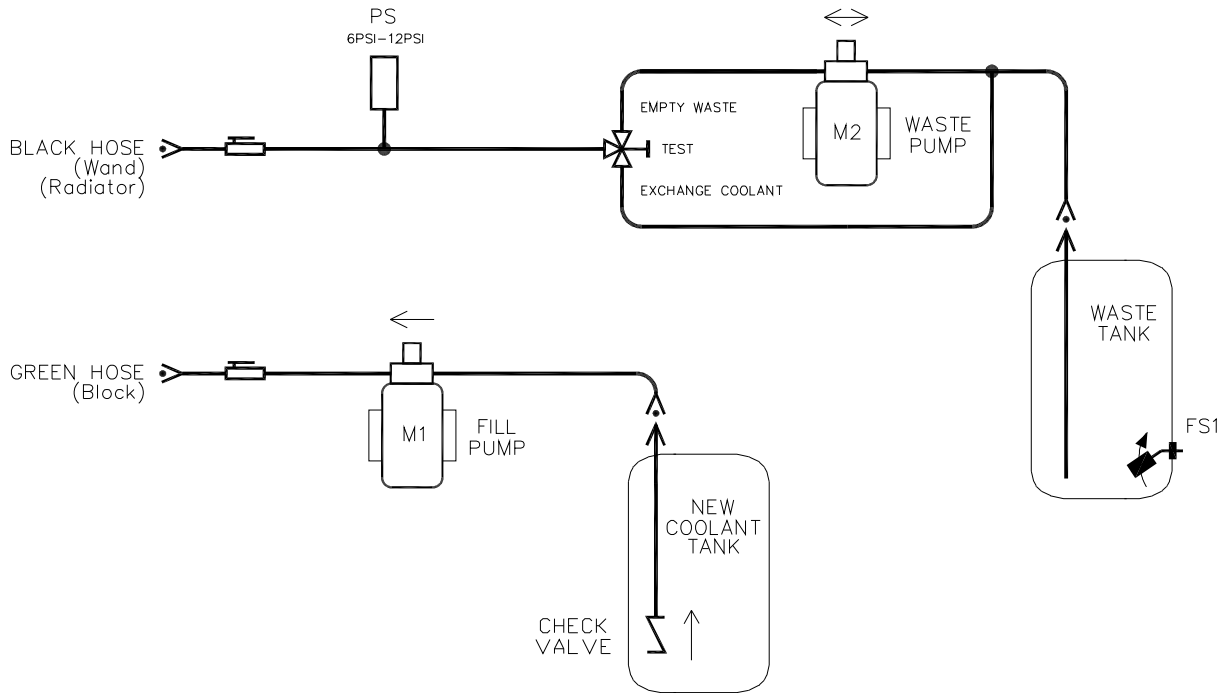 PS
6PSI-12PSI
EMPTY WASTE
M2
WASTE
PUMP
BLACK HOSE
(Wand)
(Radiator)
TEST
EXCHANGE COOLANT
WASTE
TANK
GREEN HOSE
(Block)
M1
FILL
PUMP
FS1
NEW
COOLANT
TANK
CHECK
VALVE